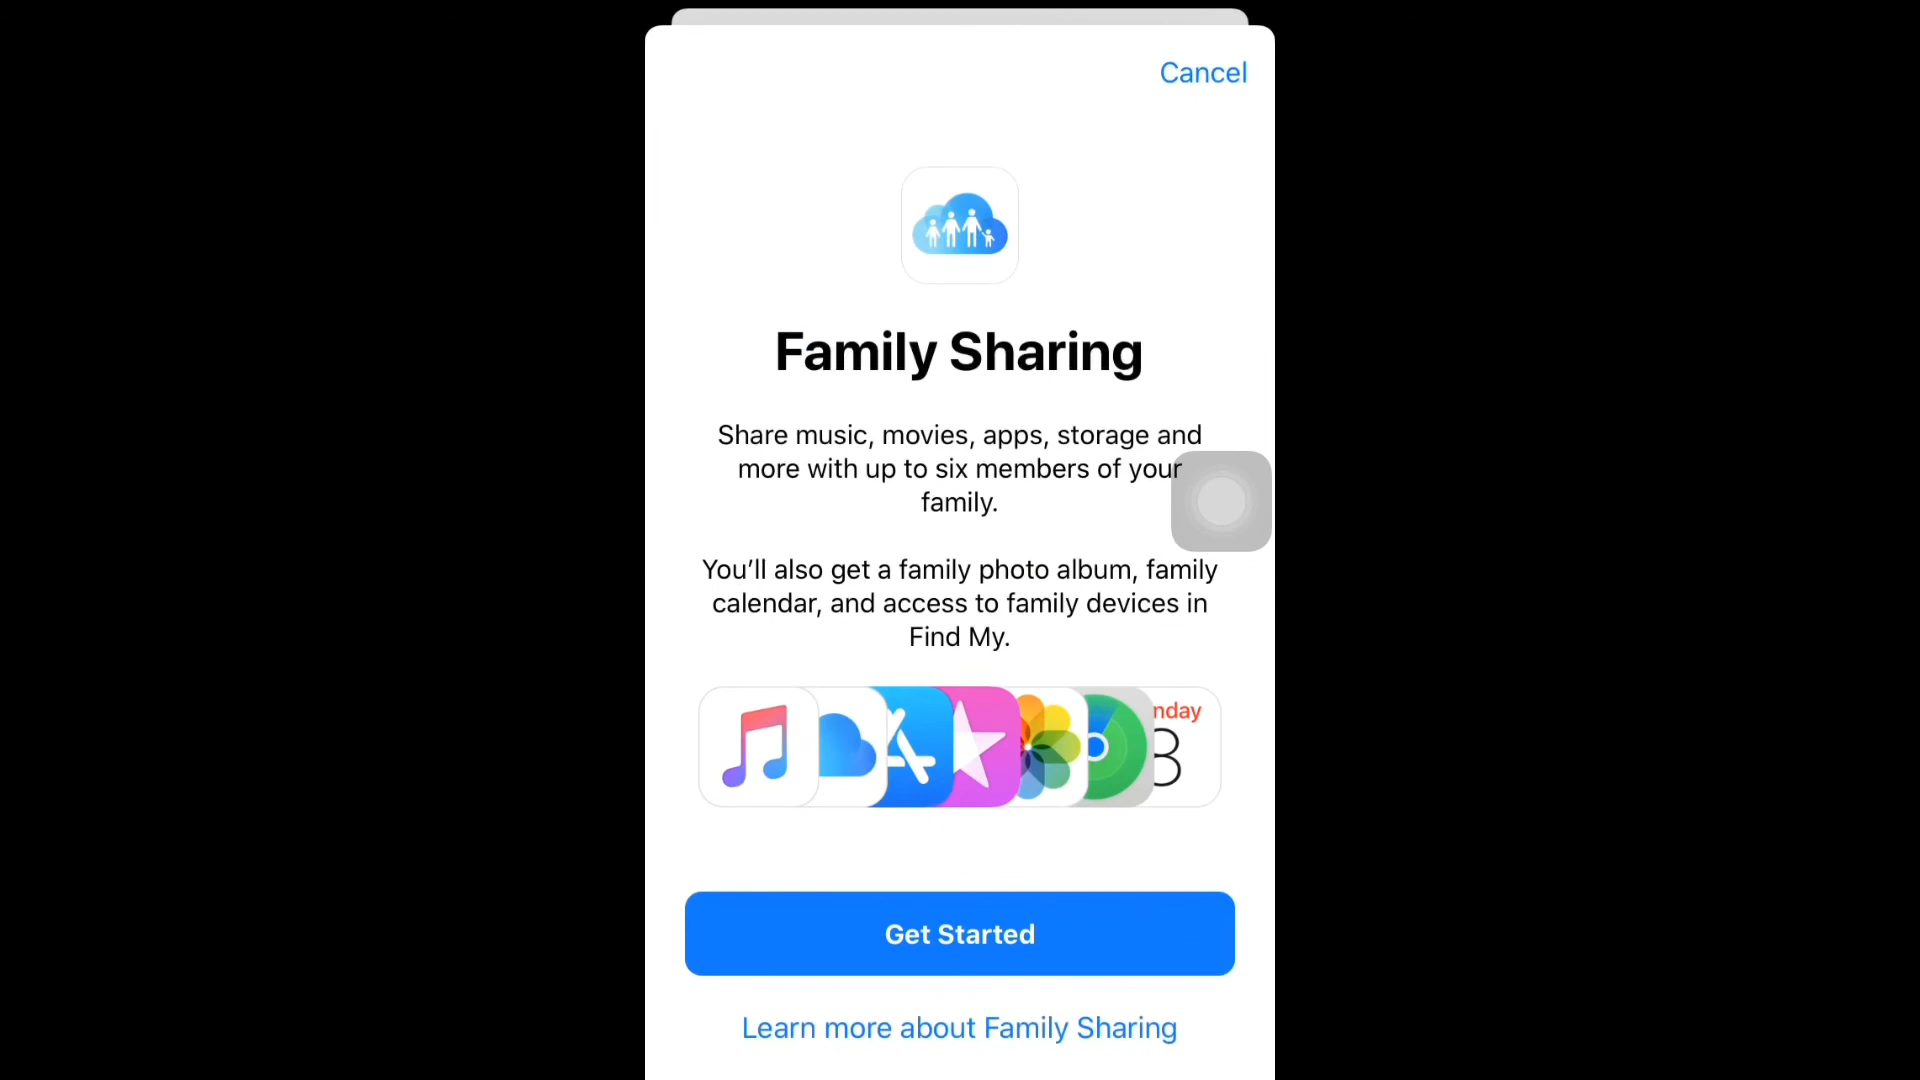 Cancel
Family Sharing
Share music, movies, apps, storage and
more with up to six members of your
family.
You’ll also get a family photo album, family
calendar, and access to family devices in
Find My.
nday
3
Get Started
Learn more about Family Sharing